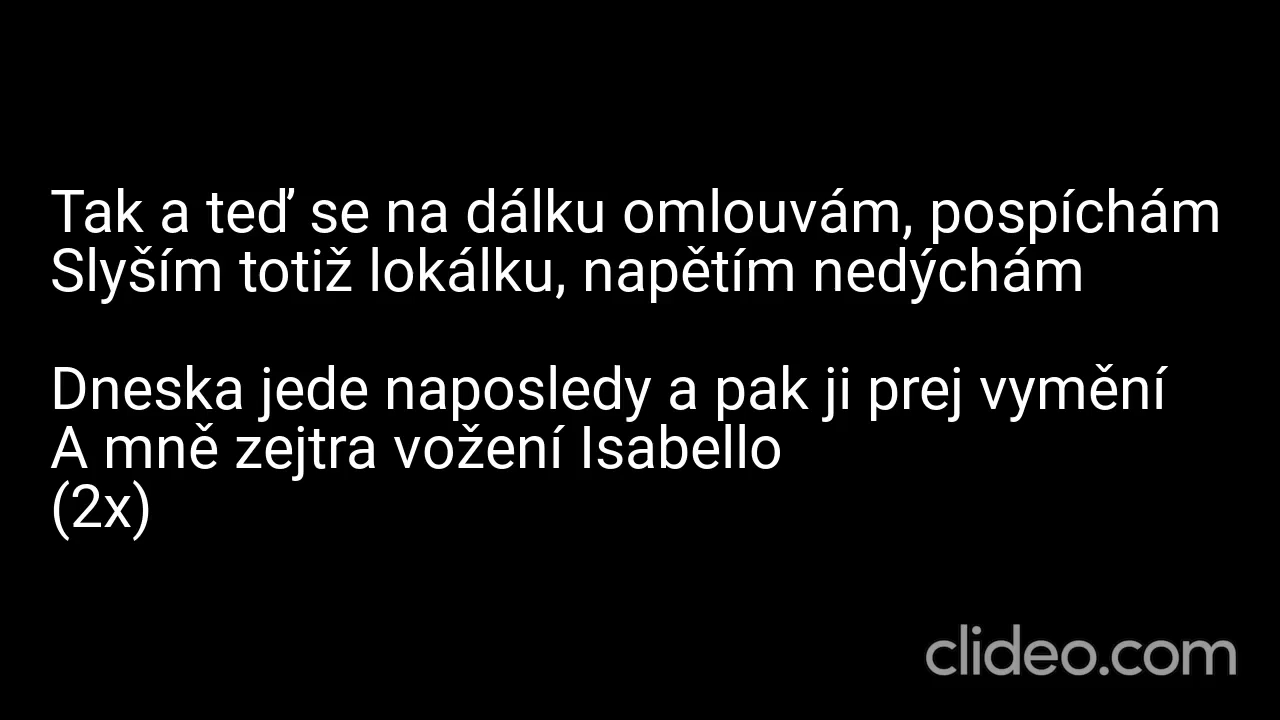 Tak a teď se na dálku omlouvám, pospíchám
Slyším totiž lokálku, napětím nedýchám
Dneska jede naposledy a pak ji prej vymění
A mně zejtra vožení Isabello
(2x)
clideo.com